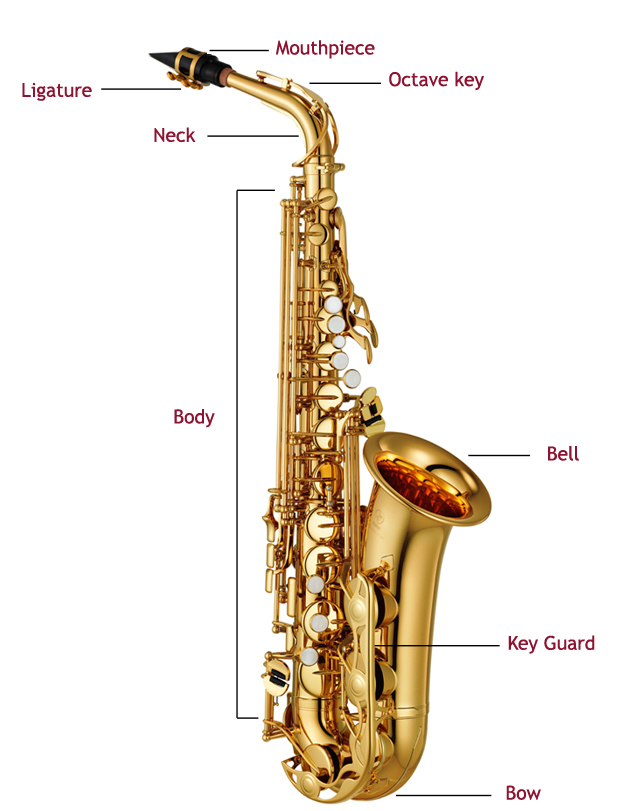 Mouthpiece
Octave key
Ligature
Neck
Body
Bell
Key Guard
Bow